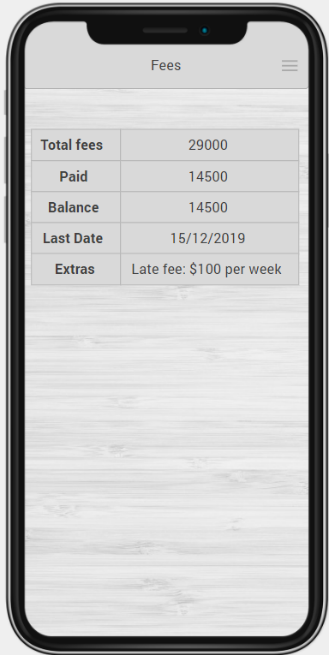 Fees
Total fees 29000
Paid 14500
Balance 14500
Last Date 15/12/2019
Extras Late fee: $100 per week